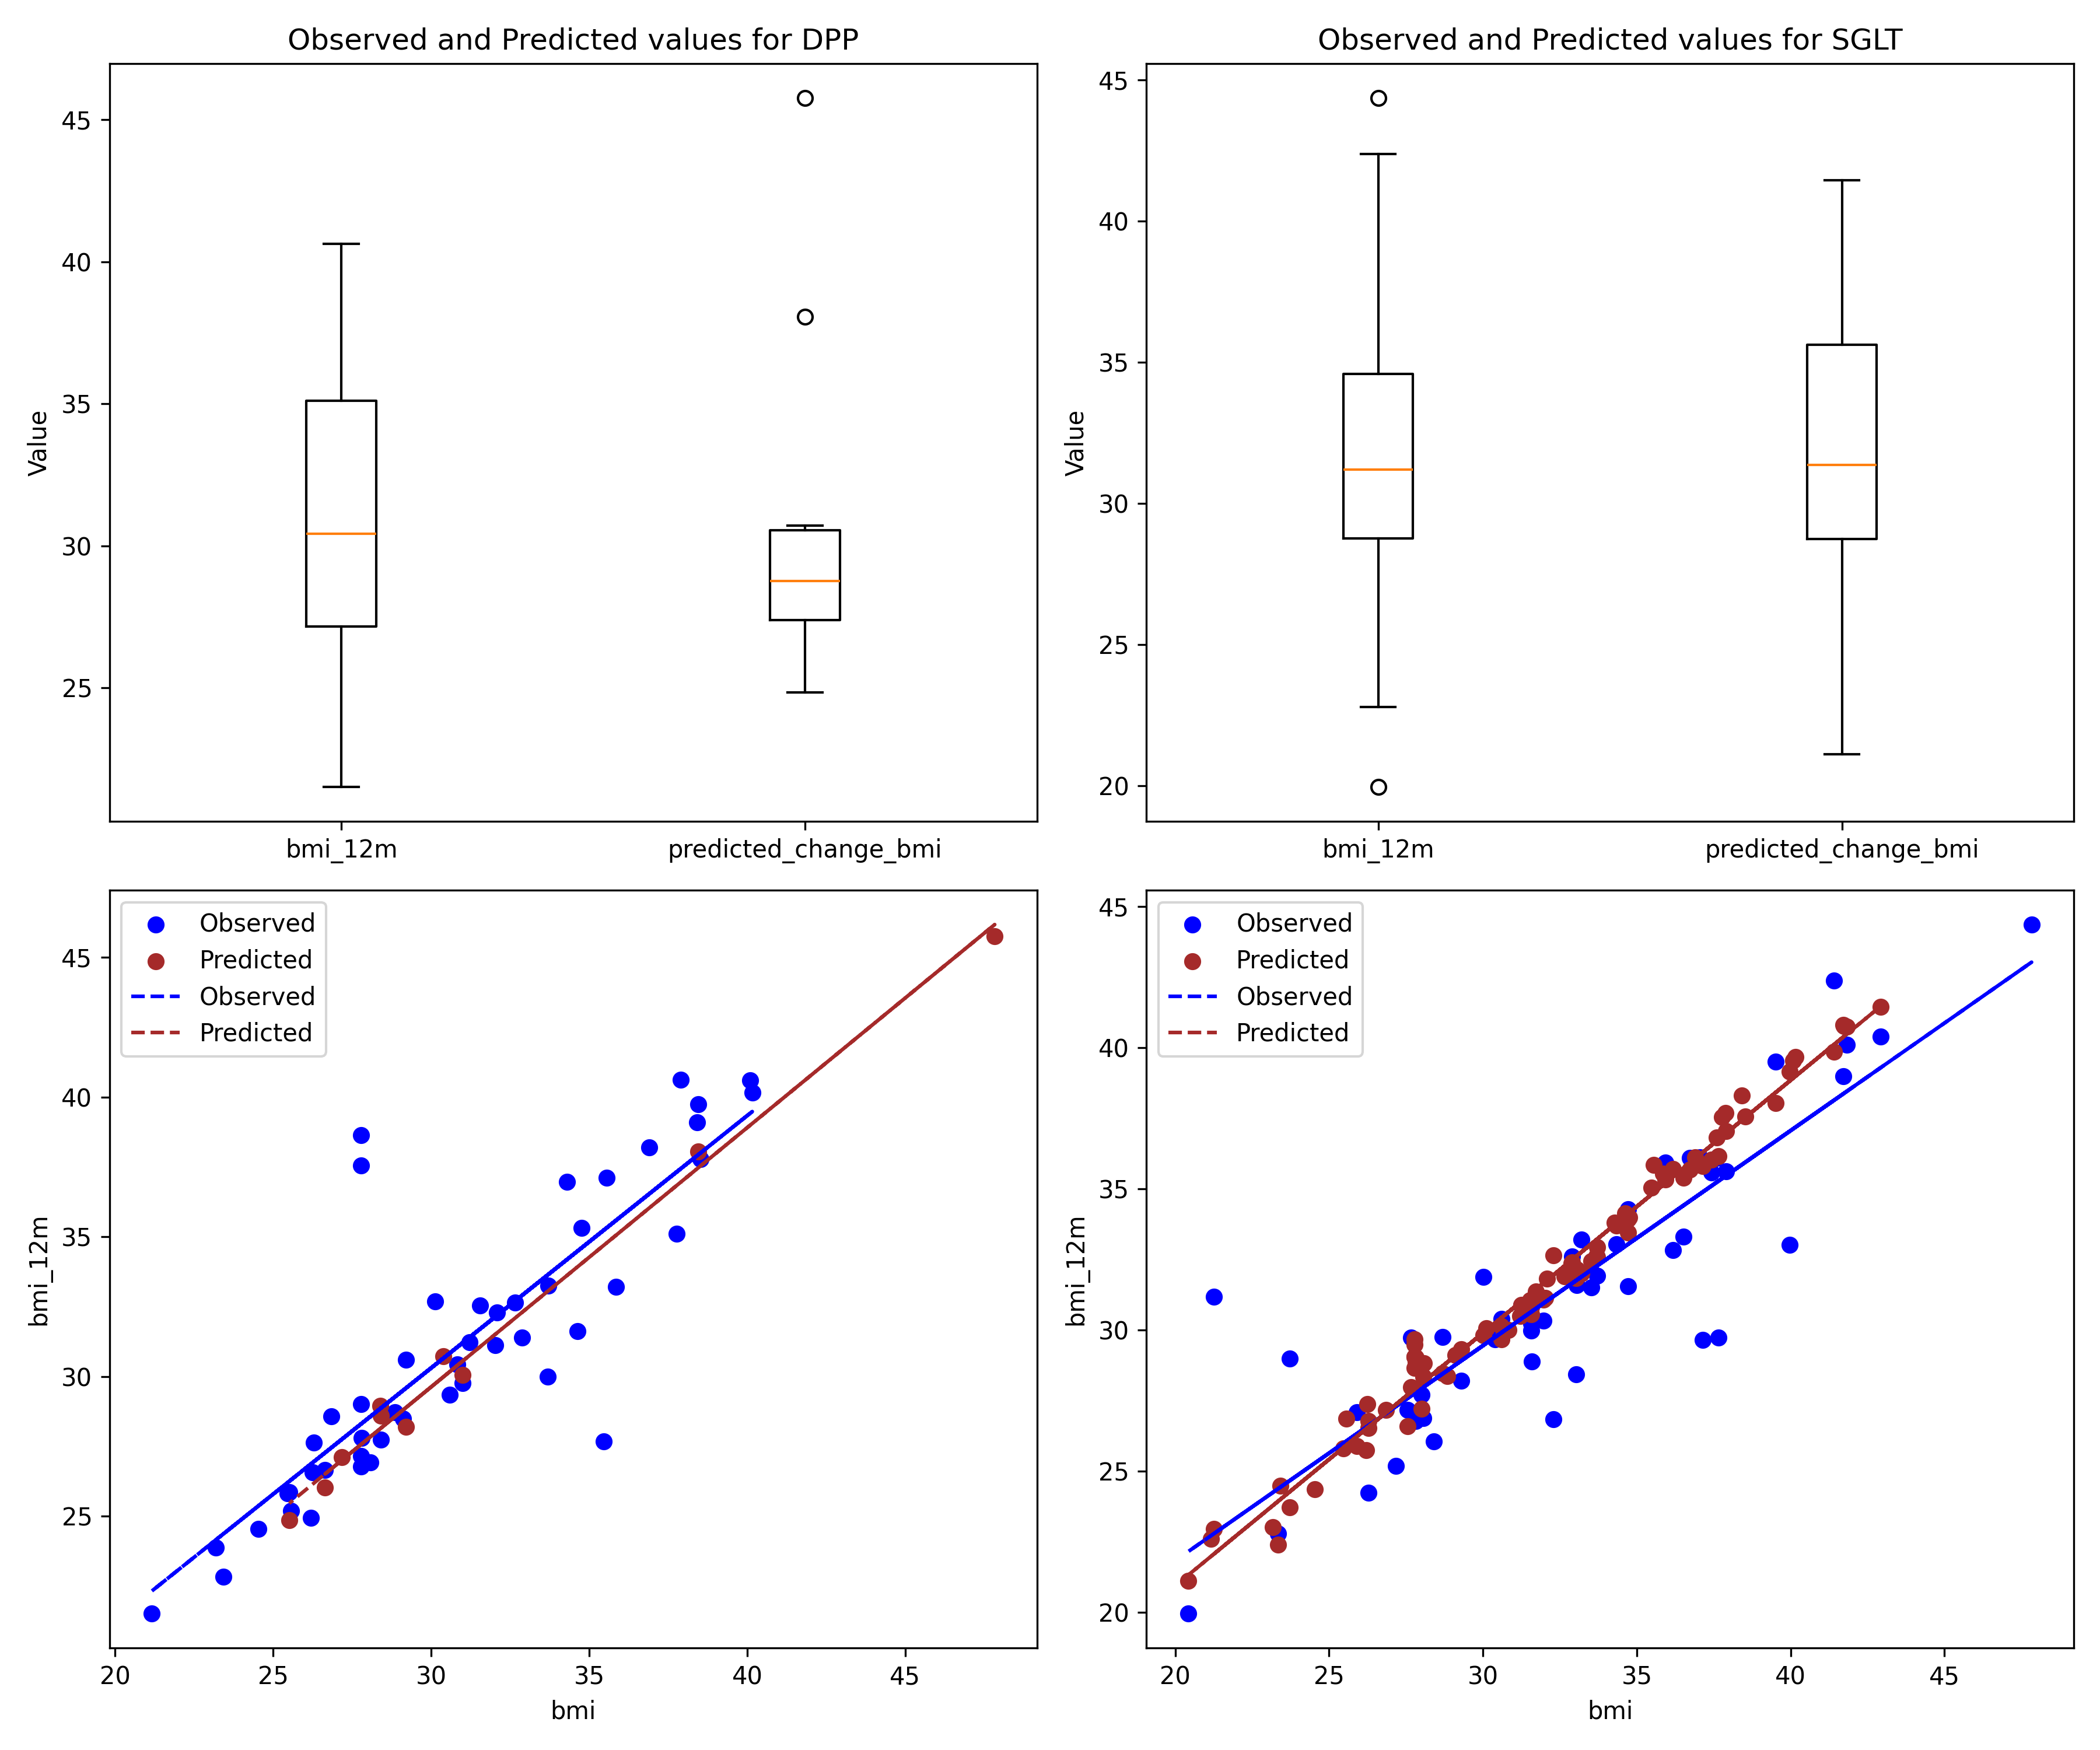 Observed and Predicted values for DPP
45
40
35
30
25
Value
bmi_12m
predicted_change_bmi
Observed and Predicted values for SGLT
45
40
35
30
25
20
Value
bmi_12m
predicted_change_bmi
Observed
Predicted
Observed
Predicted
45
40
35
30
25
bmi_12m
20
25
30
35
40
45
bmi
Observed
Predicted
Observed
Predicted
45
40
35
30
25
20
bmi_12m
20
25
30
35
40
45
bmi